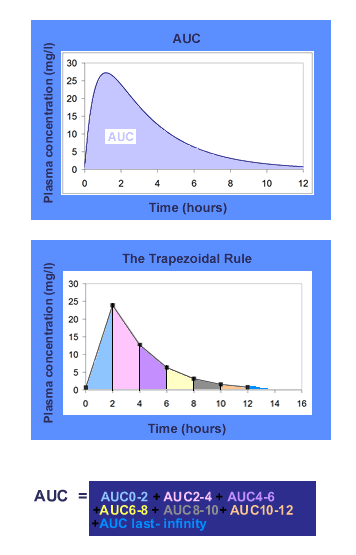 AUC
Plasma concentration (mg/l)
30
25
20
15
10
5
0
AUC
0 2 4 6 8 10 12
Time (hours)
The Trapezoidal Rule
Plasma concentration (mg/l)
30
25
20
15
10
5
0
0 2 4 6 8 10 12 14 16
Time (hours)
AUC = AUC0-2 + AUC2-4 + AUC4-6
+AUC6-8 + AUC8-10 + AUC10-12
+AUC last- infinity